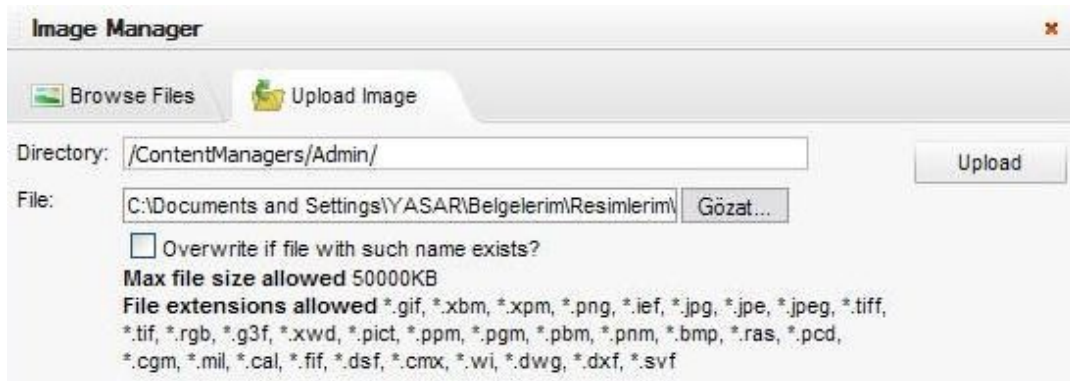 Image Manager
Browse Files
Upload Image
Directory: /ContentManagers/Admin/
Upload
File: C:\Documents and Settings\YASAR\Belgelerim\Resimlerim\ Gözat...
Overwrite if file with such name exists?
Max file size allowed 50000KB
File extensions allowed *.gif, *.xbm, *.xpm, *.png, *.ief, *.jpg, *.jpe, *.jpeg, *.tiff,
*.tif, *.rgb, *.g3f, *.xwd, *.pict, *.ppm, *.pgm, *.pbm, *.pnm, *.bmp, *.ras, *.pcd,
*.cgm, *.mil, *.cal, *.fif, *.dsf, *.cmx, *.wi, *.dwg, *.dxf, *.svf